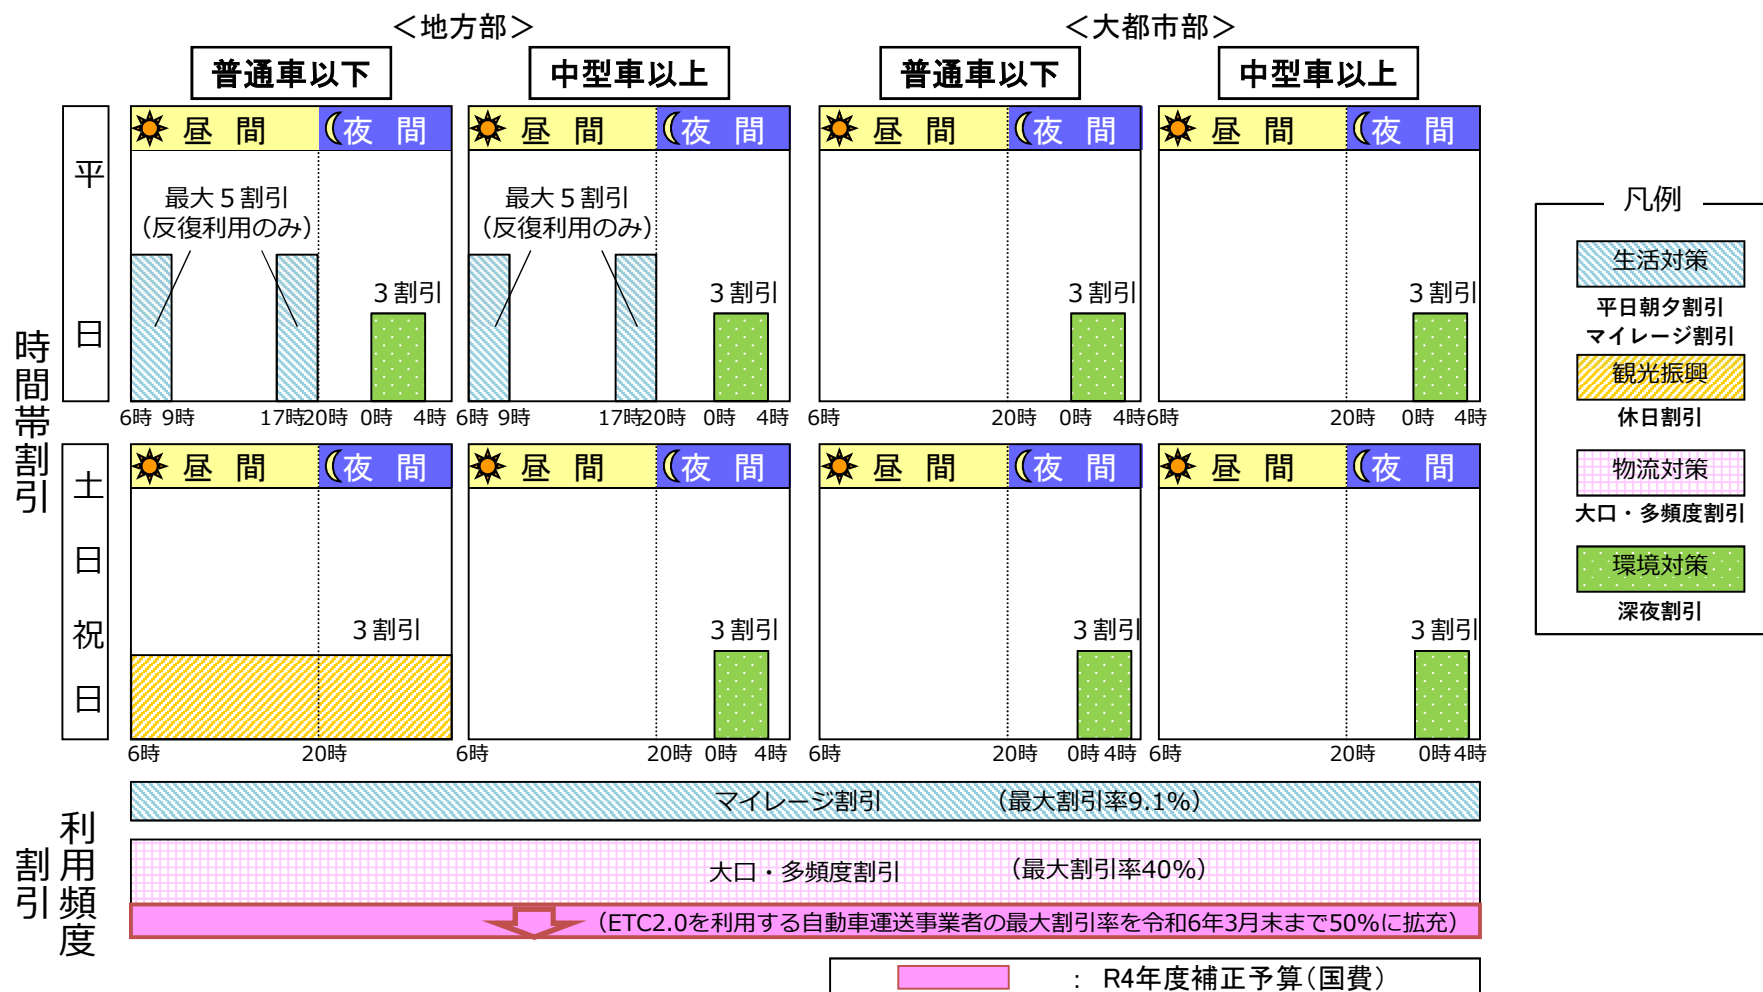 ＜地方部＞
＜大都市部＞
普通車以下
中型車以上
普通車以下
中型車以上
時間帯割引
平日
昼間
夜間
最大５割引
（反復利用のみ）
３割引
6時 9時 17時20時 0時 4時
昼間
夜間
最大５割引
（反復利用のみ）
３割引
6時 9時 17時20時 0時 4時
昼間
夜間
３割引
6時 20時 0時 4時
昼間
夜間
３割引
6時 20時 0時 4時
土日祝日
昼間
夜間
３割引
6時 20時
昼間
夜間
３割引
6時 20時 0時 4時
昼間
夜間
３割引
6時 20時 0時4時
昼間
夜間
３割引
6時 20時 0時4時
利用頻度
割引
マイレージ割引 （最大割引率9.1%）
大口・多頻度割引 （最大割引率40%）
（ETC2.0を利用する自動車運送事業者の最大割引率を令和6年3月末まで50%に拡充）
： R4年度補正予算（国費）
凡例
生活対策
平日朝夕割引
マイレージ割引
観光振興
休日割引
物流対策
大口・多頻度割引
環境対策
深夜割引